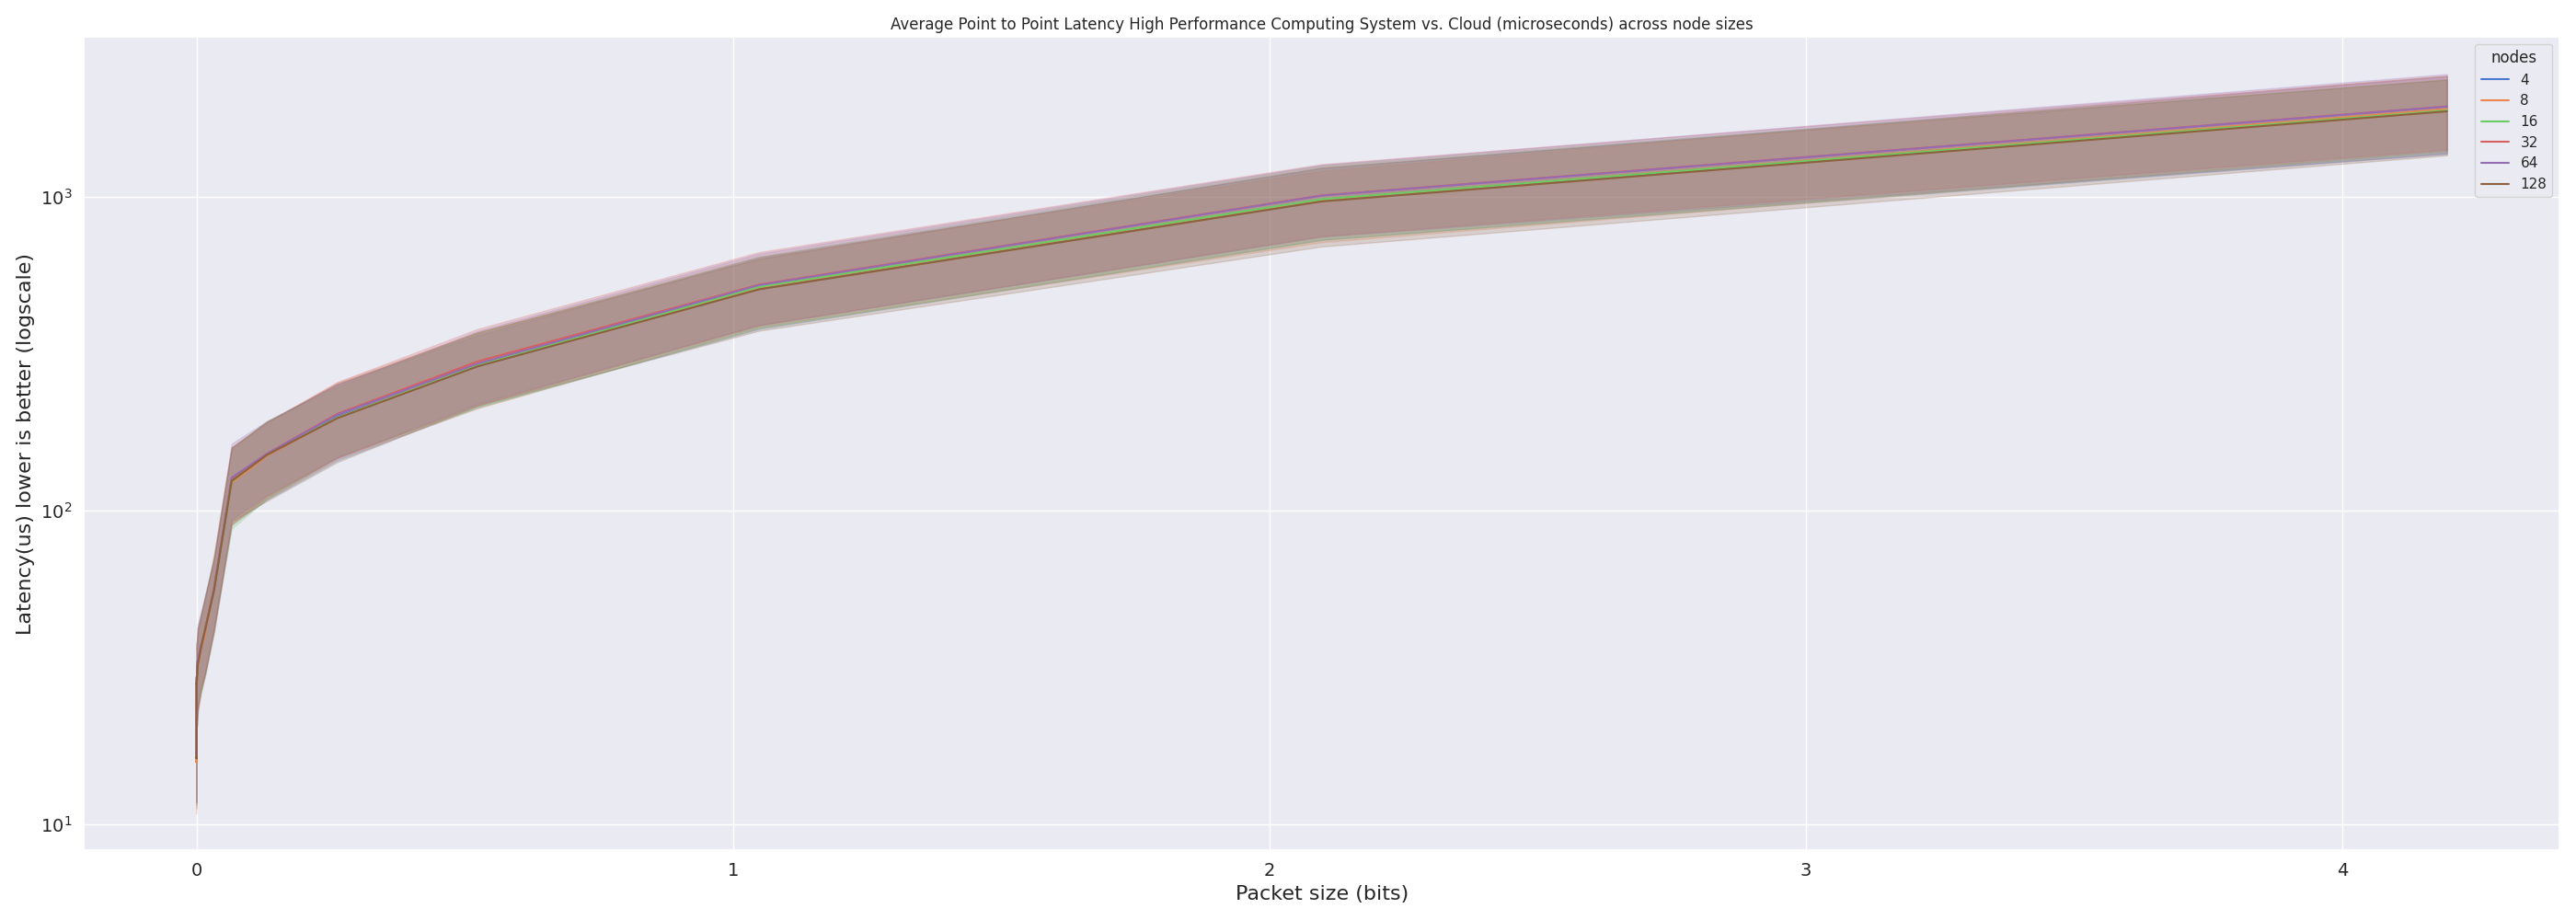 Average Point to Point Latency High Performance Computing System vs. Cloud (microseconds) across node sizes
nodes
4
8
16
32
64
128
Latency(us) lower is better (logscale)
10³
10²
10¹
0 1 2 3 4
Packet size (bits)